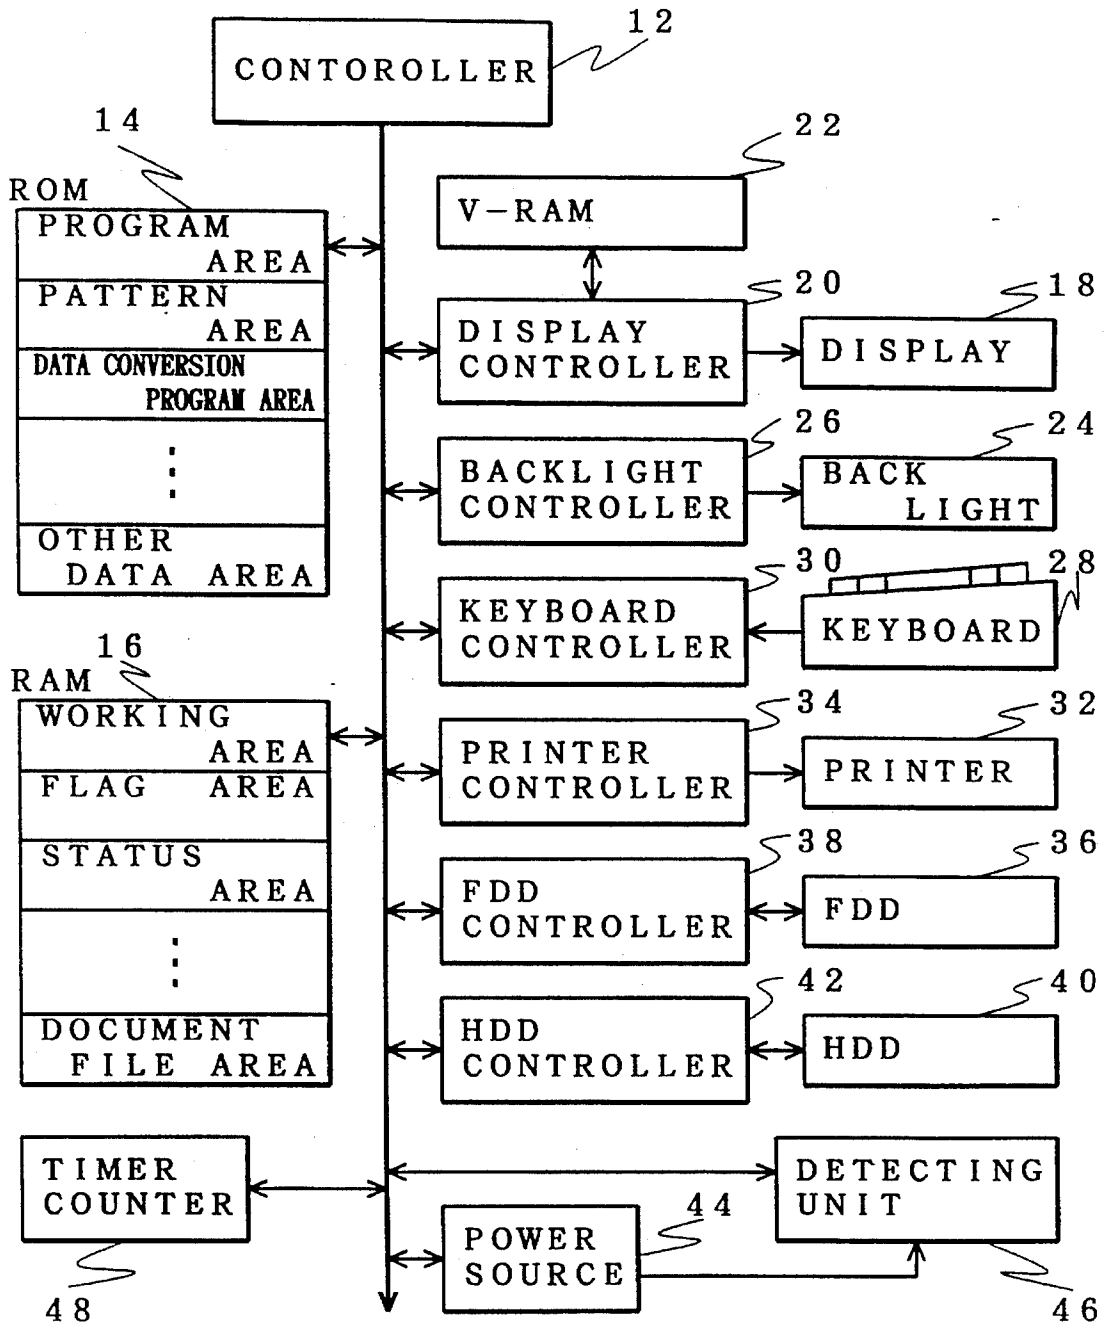 12
CONTOROLLER
14
ROM
PROGRAM
AREA
PATTERN
AREA
DATA CONVERSION
PROGRAM AREA
OTHER
DATA AREA
16
RAM
WORKING
AREA
FLAG AREA
STATUS
AREA
DOCUMENT
FILE AREA
TIMER
COUNTER
48
22
V-RAM
20
DISPLAY
CONTROLLER
18
DISPLAY
26
BACKLIGHT
CONTROLLER
24
BACK
LIGHT
30
KEYBOARD
CONTROLLER
28
KEYBOARD
34
PRINTER
CONTROLLER
32
PRINTER
38
FDD
CONTROLLER
36
FDD
42
HDD
CONTROLLER
40
HDD
DETECTING
UNIT
46
44
POWER
SOURCE